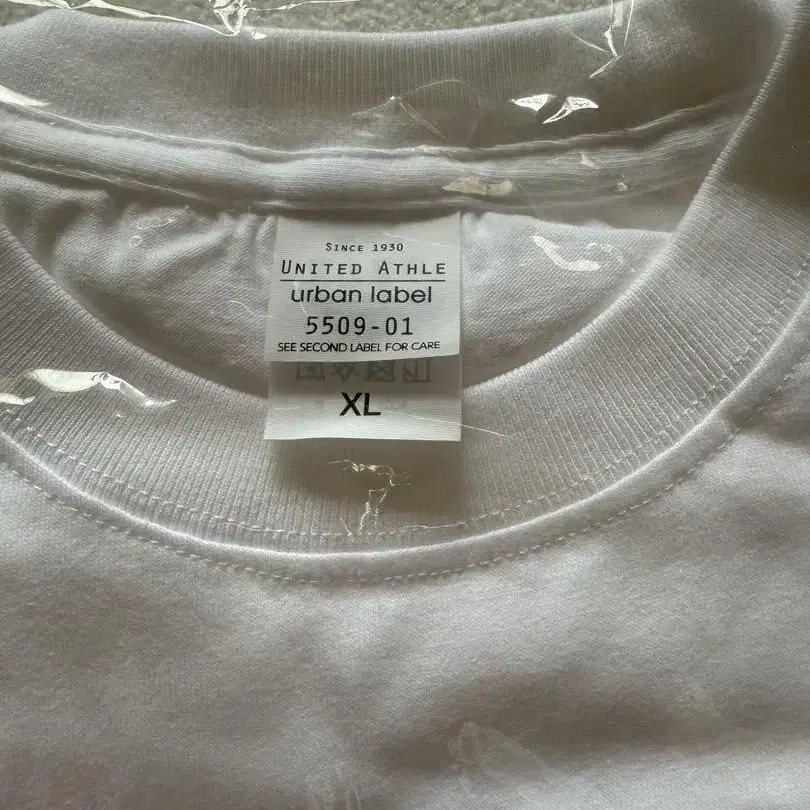 SINCE 1930
UNITED ATHLE
urban label
5509-01
SEE SECOND LABEL FOR CARE
XL